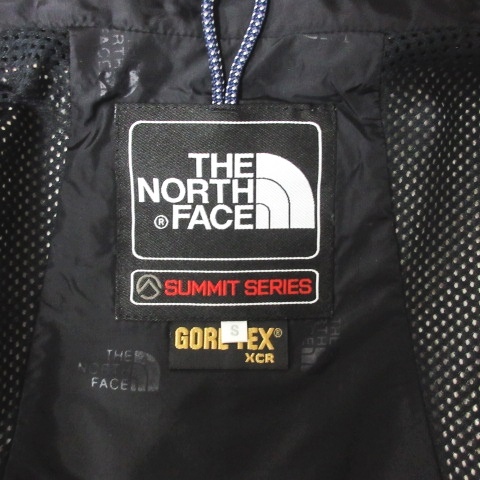 THE
NORTH
FACE
®
SUMMIT SERIES
S
GORE-TEX®
XCR
THE
NORTH
FACE